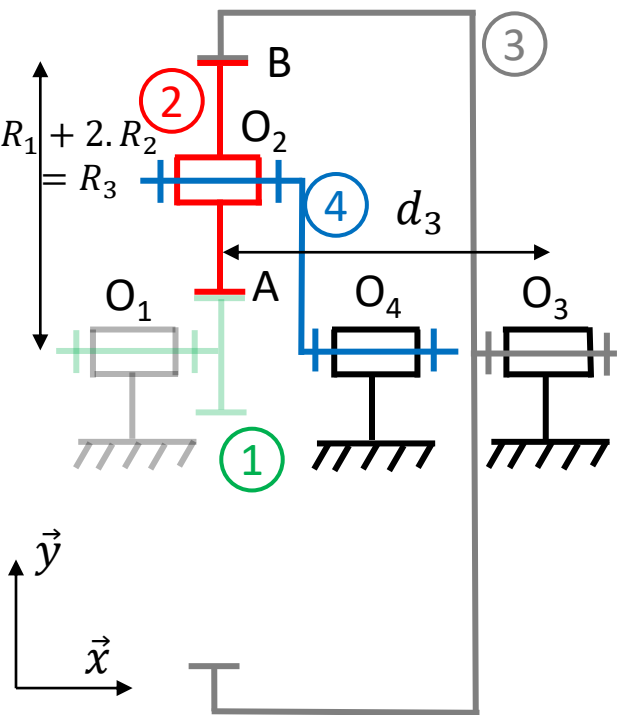 3
B
2
O₂
R₁ + 2. R₂
= R₃
4
d₃
A
O₁
O₄
O₃
1
y⃗
x⃗